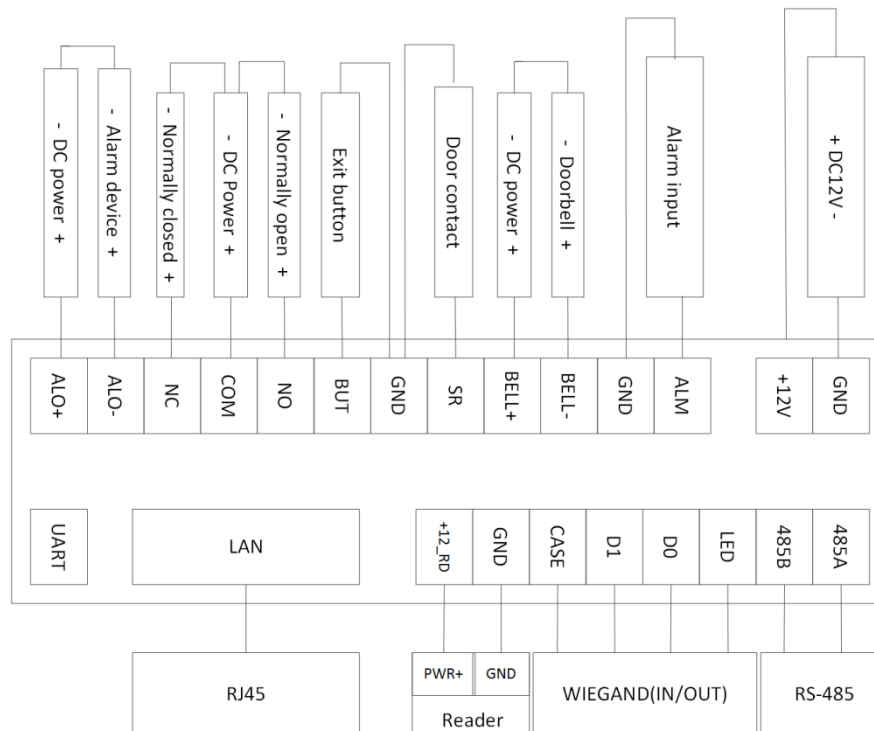 - DC power +
- Alarm device +
- Normally closed +
- DC Power +
- Normally open +
Exit button
Door contact
- DC power +
- Doorbell +
Alarm input
+ DC12V -
ALO+
ALO-
NC
COM
NO
BUT
GND
SR
BELL+
BELL-
GND
ALM
+12V
GND
UART
LAN
+12_RD
GND
CASE
D1
D0
LED
485B
485A
RJ45
PWR+
GND
Reader
WIEGAND(IN/OUT)
RS-485